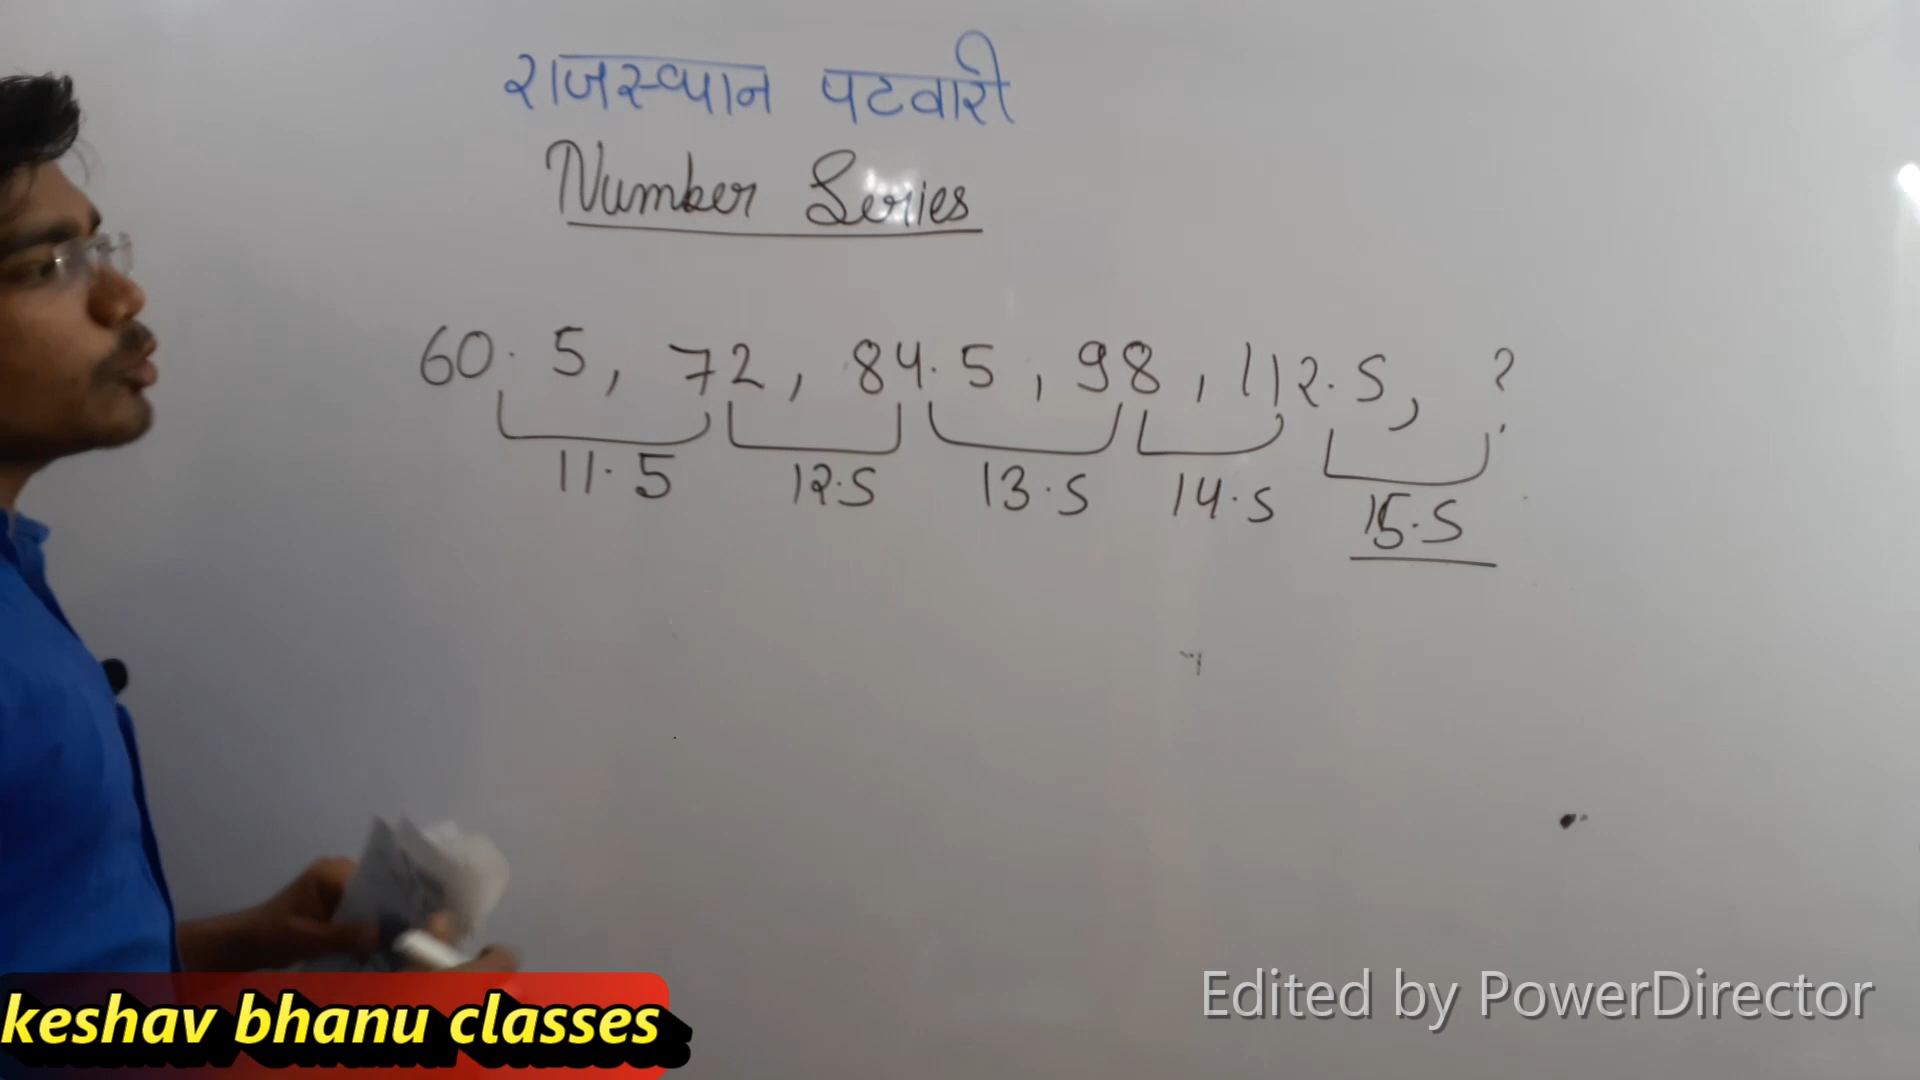 राजस्थान पटवारी
Number Series
60.5, 72, 84.5, 98, 112.5, ?
11.5 12.5 13.5 14.5 15.5
keshav bhanu classes
Edited by PowerDirector